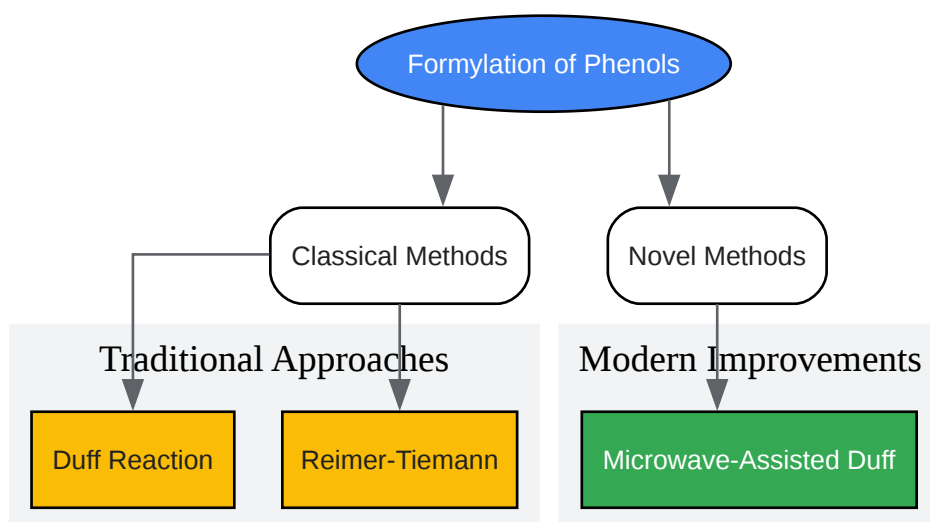 Formylation of Phenols
Classical Methods
Novel Methods
Traditional Approaches
Modern Improvements
Duff Reaction
Reimer-Tiemann
Microwave-Assisted Duff